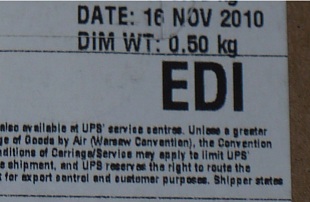 DATE: 16 NOV 2010
DIM WT: 0.50 kg
EDI
also available at UPS' service centres. Unless a greater
ge of Goods by Air (Warsaw Convention), the Convention
nditions of Carriage/Service may apply to limit UPS'
e shipment, and UPS reserves the right to route the
t for export control and customer purposes. Shipper states